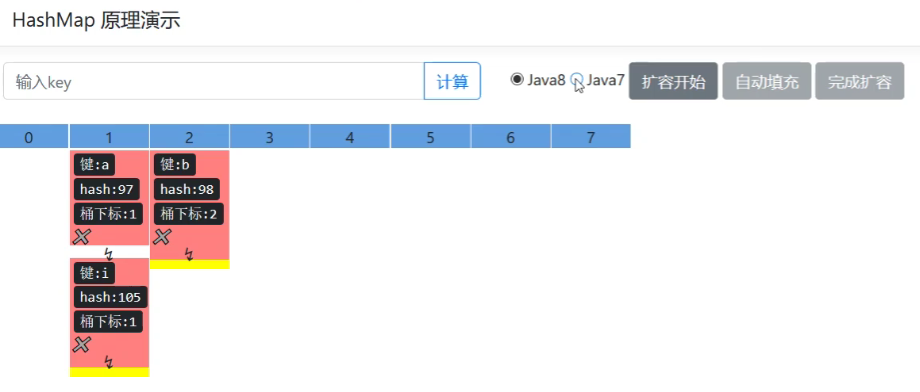 HashMap 原理演示
输入key 计算 Java8 Java7 扩容开始 自动填充 完成扩容
0 1 2 3 4 5 6 7
键:a 键:b
hash:97 hash:98
桶下标:1 桶下标:2
键:i
hash:105
桶下标:1